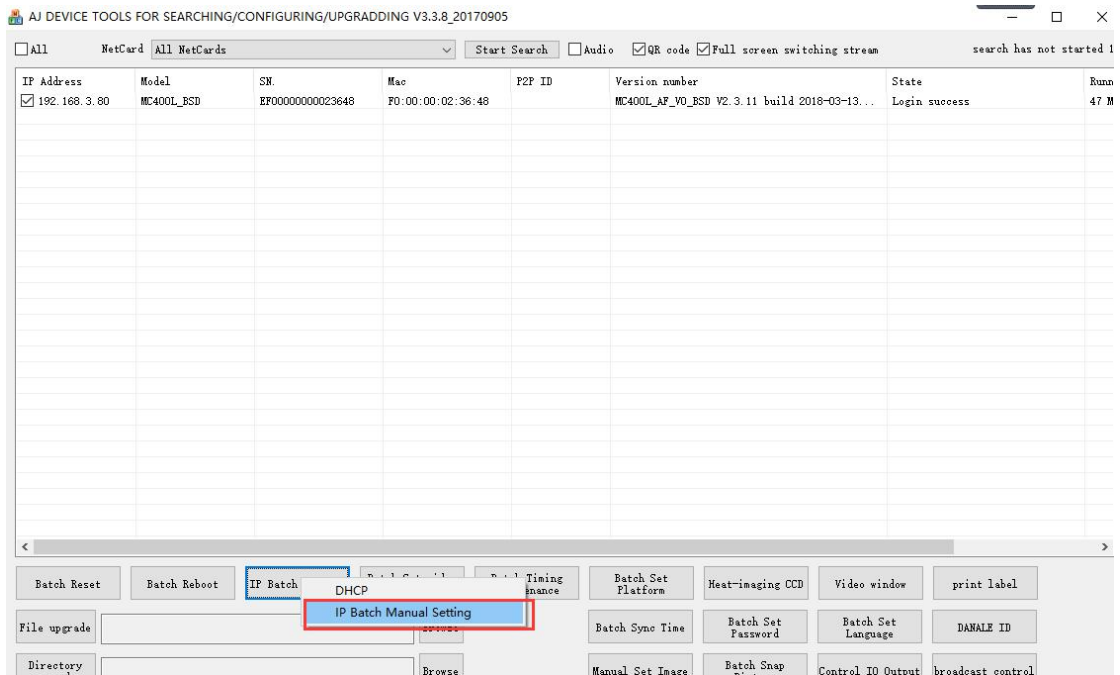 AJ DEVICE TOOLS FOR SEARCHING/CONFIGURING/UPGRADDING V3.3.8_20170905
All NetCard All NetCards Start Search Audio QR code Full screen switching stream search has not started 1
IP Address Model SN. Mac P2P ID Version number State Runn
192.168.3.80 MC400L_BSD EF00000000023648 F0:00:00:02:36:48 MC400L_AF_VO_BSD V2.3.11 build 2018-03-13... Login success 47 M
Batch Reset Batch Reboot IP Batch Timing Batch Set Platform Heat-imaging CCD Video window print label
DHCP
IP Batch Manual Setting
File upgrade Batch Sync Time Batch Set Password Batch Set Language DANALE ID
Directory Browse Manual Set Image Batch Snap Control IO Output broadcast control